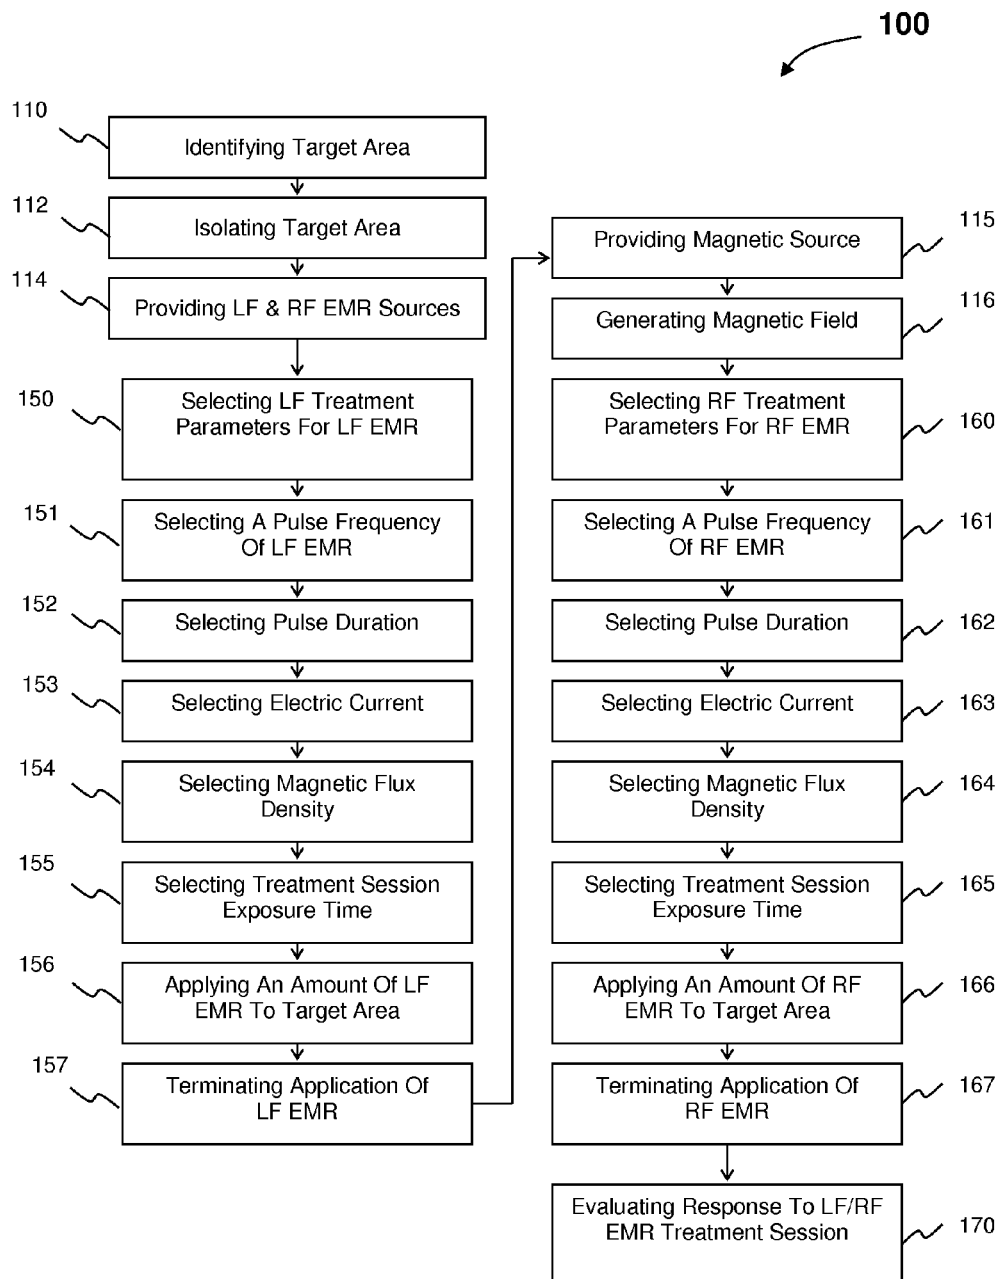 100
110
Identifying Target Area
112
Isolating Target Area
114
Providing LF & RF EMR Sources
150
Selecting LF Treatment
Parameters For LF EMR
151
Selecting A Pulse Frequency
Of LF EMR
152
Selecting Pulse Duration
153
Selecting Electric Current
154
Selecting Magnetic Flux
Density
155
Selecting Treatment Session
Exposure Time
156
Applying An Amount Of LF
EMR To Target Area
157
Terminating Application Of
LF EMR
Providing Magnetic Source
115
Generating Magnetic Field
116
Selecting RF Treatment
Parameters For RF EMR
160
Selecting A Pulse Frequency
Of RF EMR
161
Selecting Pulse Duration
162
Selecting Electric Current
163
Selecting Magnetic Flux
Density
164
Selecting Treatment Session
Exposure Time
165
Applying An Amount Of RF
EMR To Target Area
166
Terminating Application Of
RF EMR
167
Evaluating Response To LF/RF
EMR Treatment Session
170